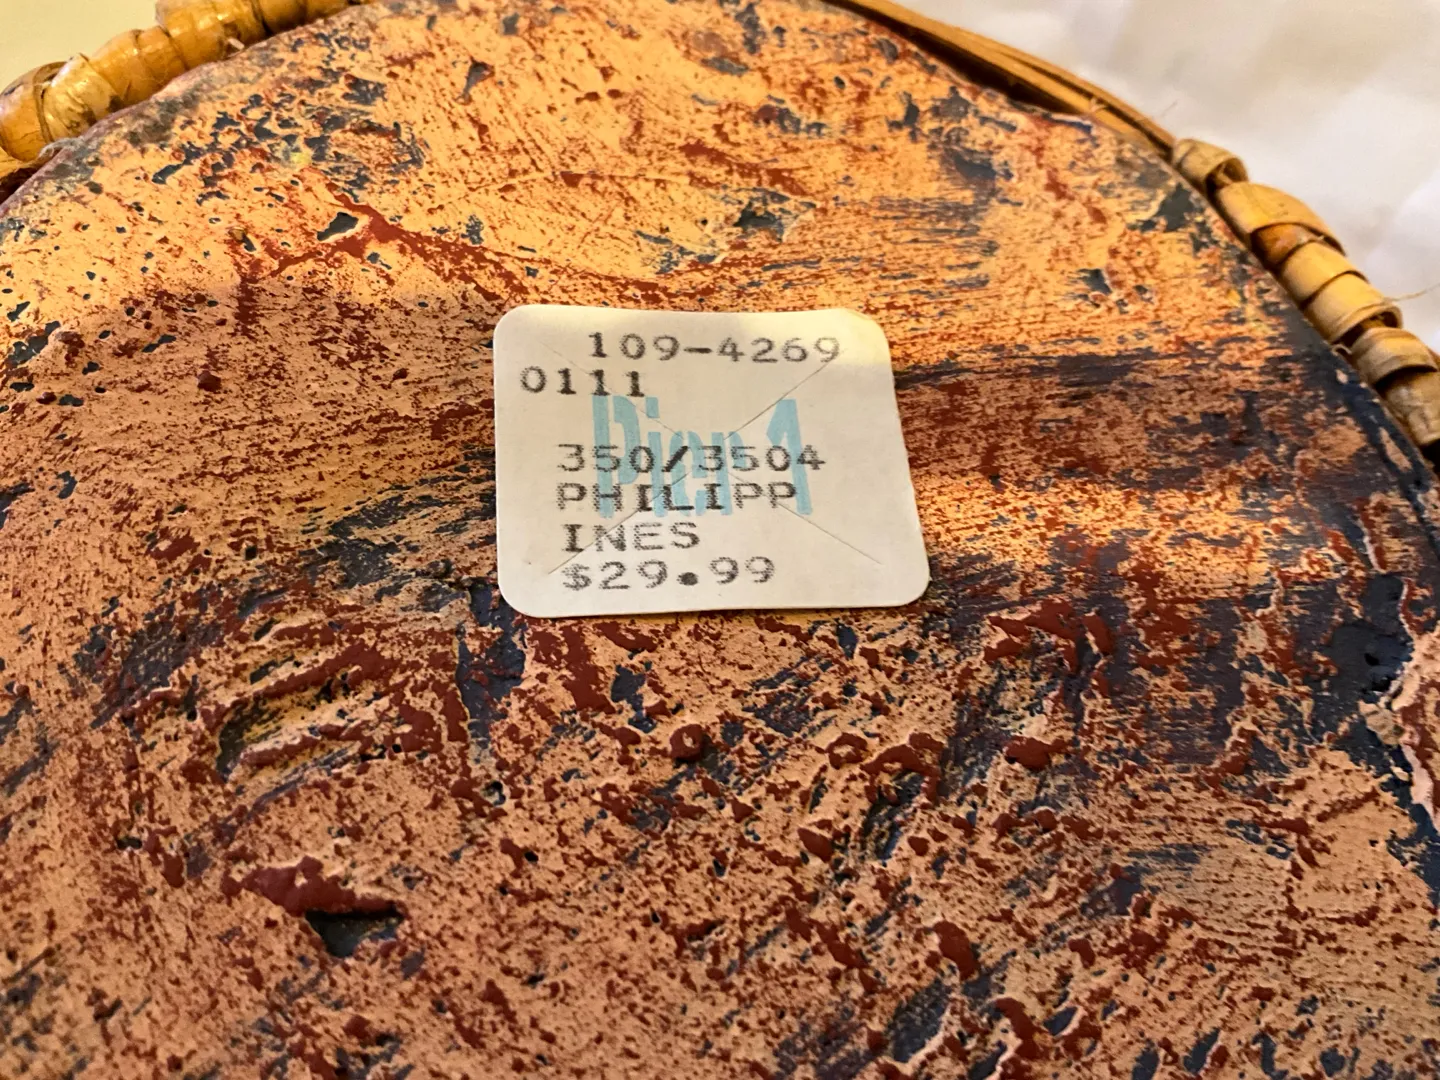 109-4269
0111
Pier 1
350/3504
PHILIPP
INES
$29.99